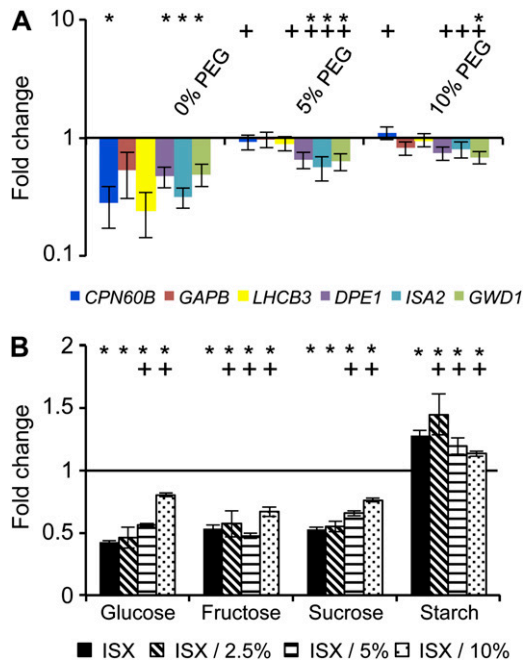 A
10
* * * * * * * *
+ + + + + + + + + +
0% PEG
5% PEG
10% PEG
Fold change
1
0.1
CPN60B GAPB LHCB3 DPE1 ISA2 GWD1
B
2
* * * * * * * * * * * * * * * *
+ + + + + + + + + +
1.5
Fold change
1
0.5
0
Glucose Fructose Sucrose Starch
ISX ISX / 2.5% ISX / 5% ISX / 10%